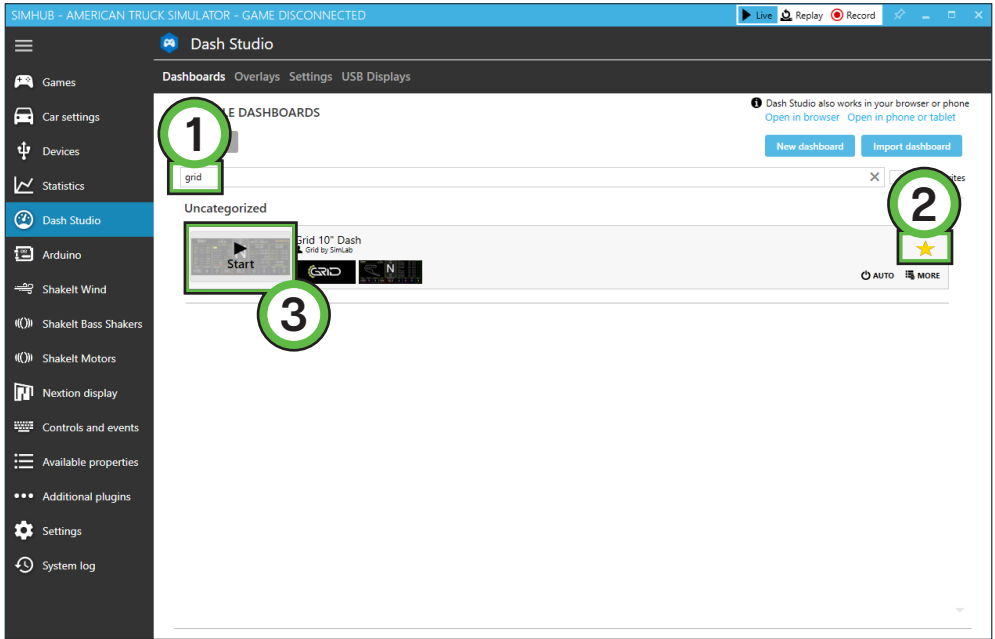 SIMHUB - AMERICAN TRUCK SIMULATOR - GAME DISCONNECTED
Live Replay Record
Dash Studio
Dashboards Overlays Settings USB Displays
Games
Car settings
Devices
Statistics
Dash Studio
Arduino
ShakeIt Wind
ShakeIt Bass Shakers
ShakeIt Motors
Nextion display
Controls and events
Available properties
Additional plugins
Settings
System log
DASHBOARDS
Dash Studio also works in your browser or phone
Open in browser Open in phone or tablet
New dashboard Import dashboard
1
grid
2
Uncategorized
Start
N
Grid 10" Dash
Grid by SimLab
GRID
N
AUTO MORE
3